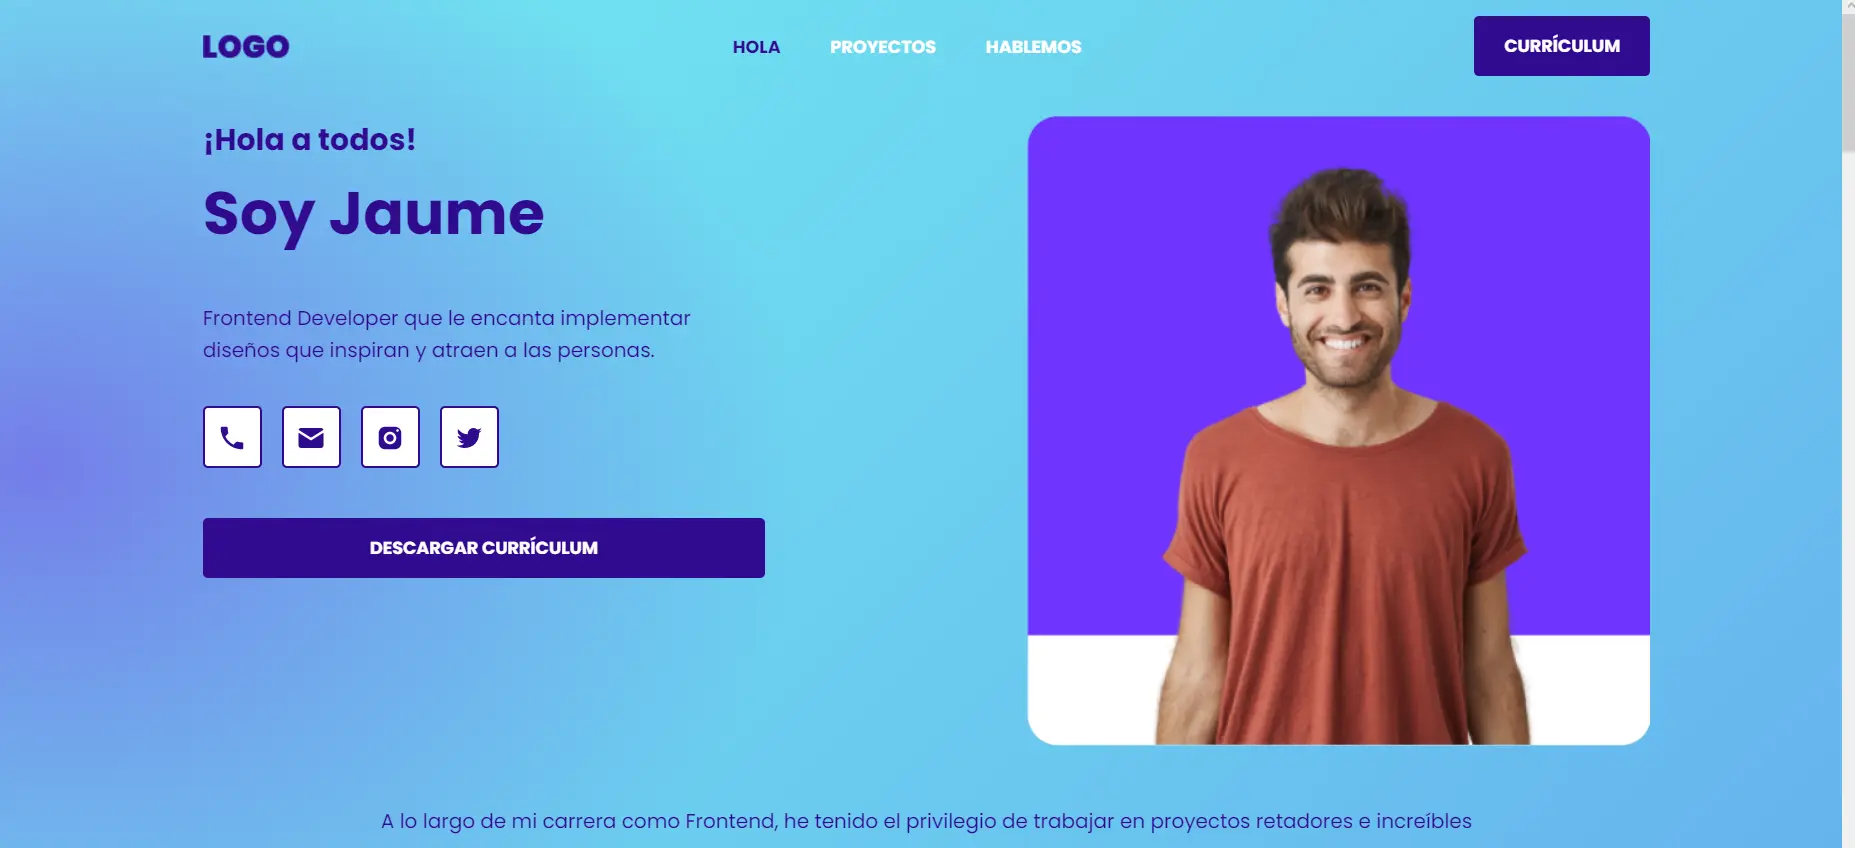 LOGO
HOLA
PROYECTOS
HABLEMOS
CURRÍCULUM
¡Hola a todos!
Soy Jaume
Frontend Developer que le encanta implementar
diseños que inspiran y atraen a las personas.
DESCARGAR CURRÍCULUM
A lo largo de mi carrera como Frontend, he tenido el privilegio de trabajar en proyectos retadores e increíbles